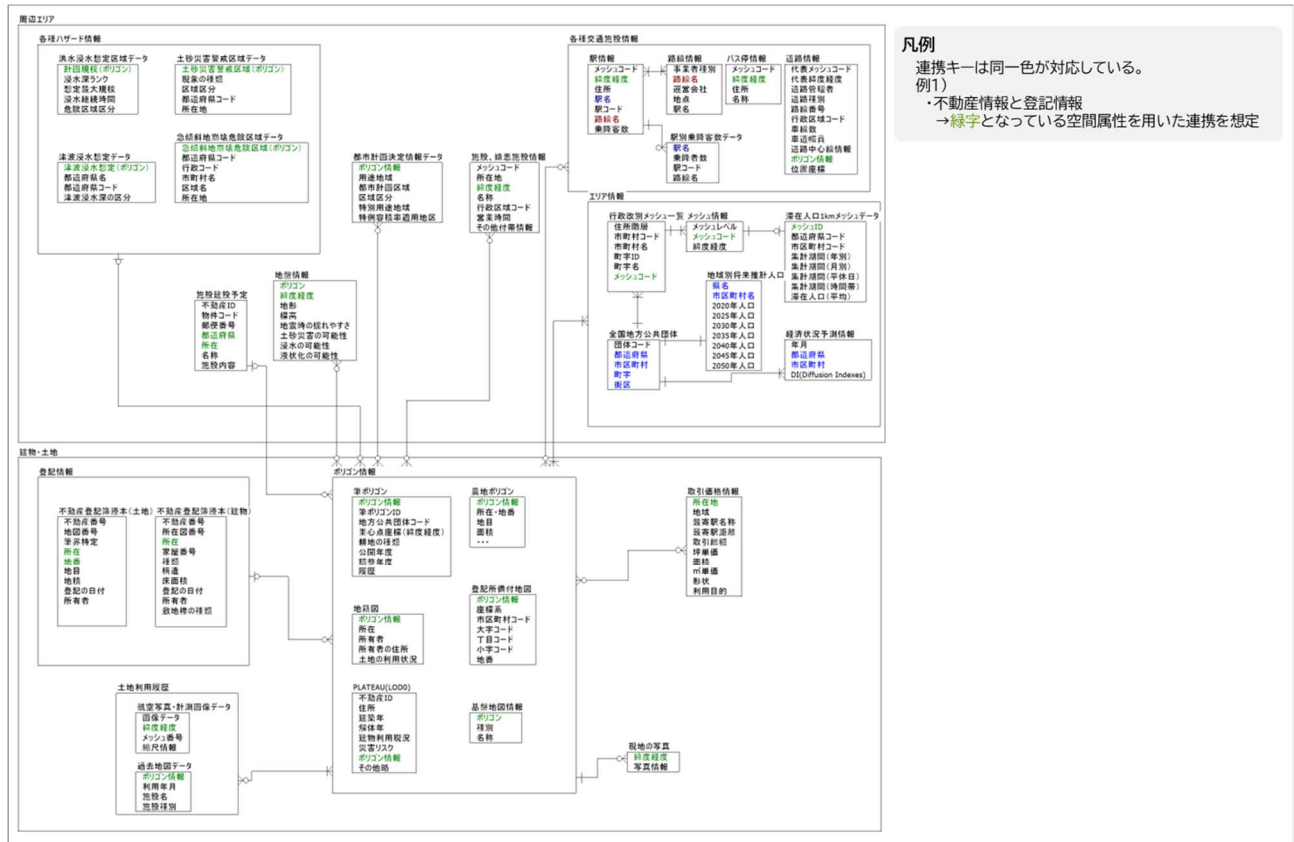 周辺エリア
各種ハザード情報
洪水浸水想定区域データ
計画規模(ポリゴン)
浸水深ランク
想定最大規模
浸水継続時間
危険区域区分
土砂災害警戒区域データ
土砂災害警戒区域(ポリゴン)
現象の種類
区域区分
都道府県コード
所在地
津波浸水想定データ
津波浸水想定(ポリゴン)
都道府県名
都道府県コード
津波浸水深の区分
急傾斜地崩壊危険区域データ
急傾斜地崩壊危険区域(ポリゴン)
都道府県コード
行政コード
市町村名
区域名
所在地
都市計画決定情報データ
ポリゴン情報
用途地域
都市計画区域
区域区分
特別用途地域
特例容積率適用地区
施設、線志施設情報
メッシュコード
所在地
緯度経度
名称
行政区域コード
営業時間
その他付帯情報
各種交通施設情報
駅情報
メッシュコード
緯度経度
住所
駅名
駅コード
路線名
乗降客数
路線情報
事業者種別
路線名
運営会社
地点
駅名
バス停情報
メッシュコード
緯度経度
住所
名称
道路情報
代表メッシュコード
代表緯度経度
道路管理者
道路種別
路線番号
行政区域コード
車線数
車道幅員
道路中心線情報
ポリゴン情報
位置座標
駅別乗降客数データ
駅名
乗降者数
駅コード
路線名
エリア情報
行政改別メッシュ一覧
住所階層
市町村コード
市町村名
町字ID
町字名
メッシュコード
メッシュ情報
メッシュレベル
メッシュコード
緯度経度
滞在人口1kmメッシュデータ
メッシュID
都道府県コード
市区町村コード
集計期間(年別)
集計期間(月別)
集計期間(平休日)
集計期間(時間帯)
滞在人口(平均)
地域別将来推計人口
県名
市区町村名
2020年人口
2025年人口
2030年人口
2035年人口
2040年人口
2045年人口
2050年人口
全国地方公共団体
団体コード
都道府県
市区町村
町字
街区
経済状況予測情報
年月
都道府県
市区町村
DI(Diffusion Indexes)
施設建設予定
不動産ID
物件コード
郵便番号
都道府県
所在
名称
施設内容
地盤情報
ポリゴン
緯度経度
地形
標高
地震時の揺れやすさ
土砂災害の可能性
浸水の可能性
液状化の可能性
建物・土地
登記情報
不動産登記簿謄本(土地)
不動産番号
地図番号
筆界特定
所在
地番
地目
地積
登記の日付
所有者
不動産登記簿謄本(建物)
不動産番号
所在図番号
所在
家屋番号
種類
構造
床面積
登記の日付
所有者
敷地権の種類
ポリゴン情報
筆ポリゴン
ポリゴン情報
筆ポリゴンID
地方公共団体コード
重心点座標(緯度経度)
耕地の種類
公開年度
調整年度
履歴
農地ポリゴン
ポリゴン情報
所在・地番
地目
面積
・・・
地籍図
ポリゴン情報
所在
所有者
所有者の住所
土地の利用状況
登記所備付地図
ポリゴン情報
座標系
市区町村コード
大字コード
丁目コード
小字コード
地番
PLATEAU(LOD0)
不動産ID
住所
建築年
解体年
建物利用現況
災害リスク
ポリゴン情報
その他略
基盤地図情報
ポリゴン
種別
名称
取引価格情報
所在地
地域
最寄駅名称
最寄駅距離
取引総額
坪単価
面積
㎡単価
形状
利用目的
土地利用履歴
航空写真・計測画像データ
画像データ
緯度経度
メッシュ番号
縮尺情報
過去地図データ
ポリゴン情報
利用年月
施設名
施設種別
現地の写真
緯度経度
写真情報
凡例
連携キーは同一色が対応している。
例1)
・不動産情報と登記情報
→緑字となっている空間属性を用いた連携を想定